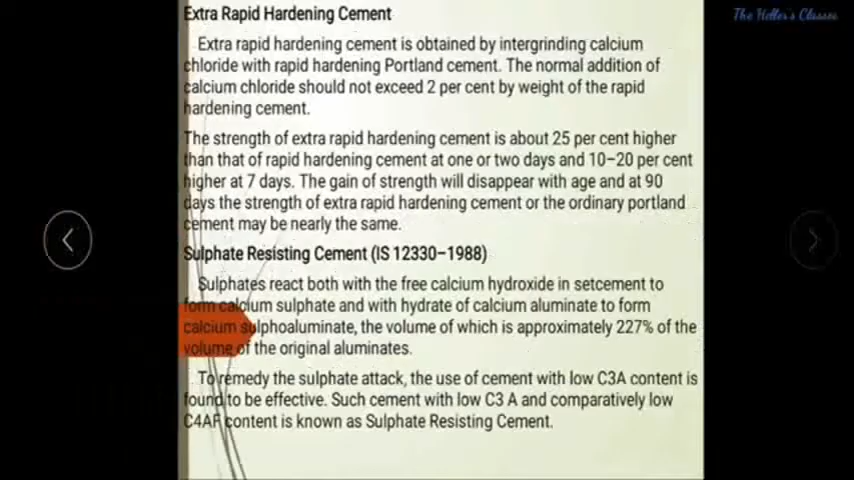 The Heller's Classes
Extra Rapid Hardening Cement
Extra rapid hardening cement is obtained by intergrinding calcium
chloride with rapid hardening Portland cement. The normal addition of
calcium chloride should not exceed 2 per cent by weight of the rapid
hardening cement.
The strength of extra rapid hardening cement is about 25 per cent higher
than that of rapid hardening cement at one or two days and 10–20 per cent
higher at 7 days. The gain of strength will disappear with age and at 90
days the strength of extra rapid hardening cement or the ordinary portland
cement may be nearly the same.
Sulphate Resisting Cement (IS 12330–1988)
Sulphates react both with the free calcium hydroxide in setcement to
form calcium sulphate and with hydrate of calcium aluminate to form
calcium sulphoaluminate, the volume of which is approximately 227% of the
volume of the original aluminates.
To remedy the sulphate attack, the use of cement with low C3A content is
found to be effective. Such cement with low C3 A and comparatively low
C4AF content is known as Sulphate Resisting Cement.